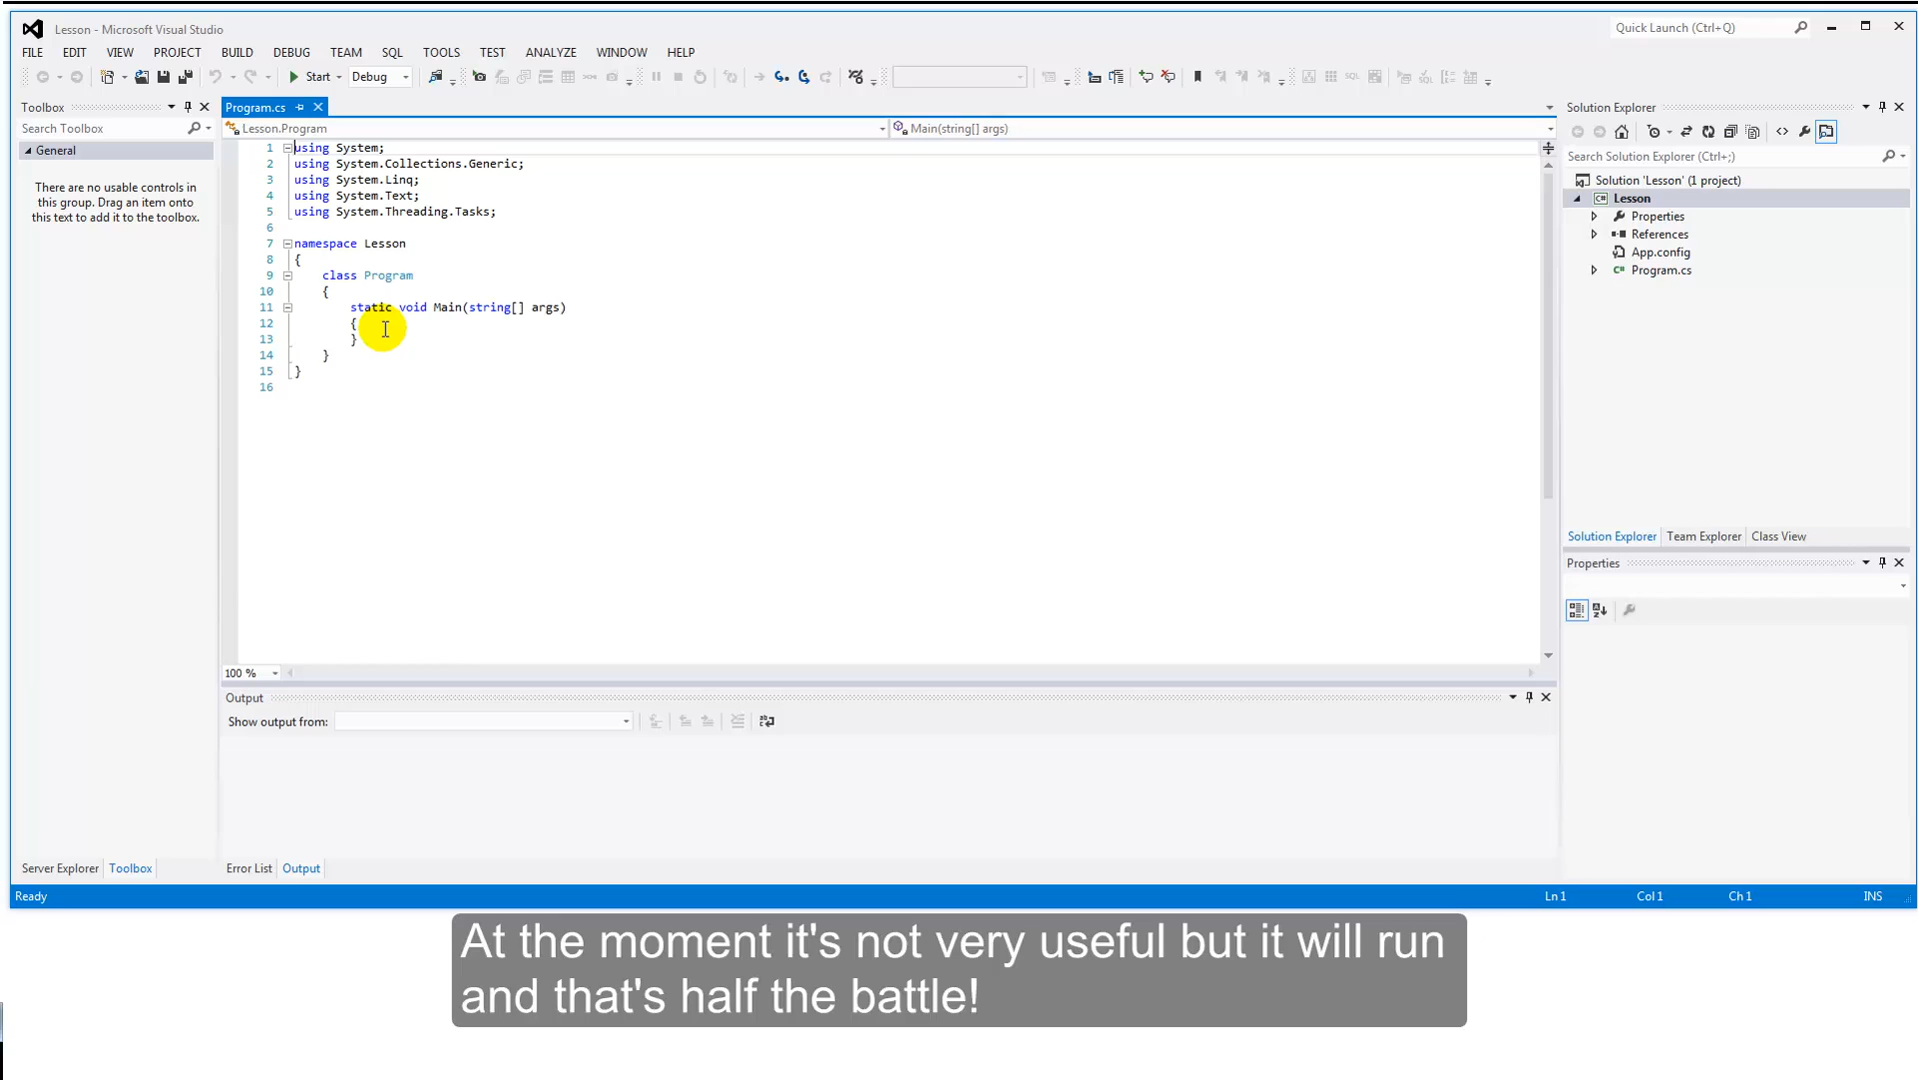 Lesson - Microsoft Visual Studio
Quick Launch (Ctrl+Q)
FILE EDIT VIEW PROJECT BUILD DEBUG TEAM SQL TOOLS TEST ANALYZE WINDOW HELP
Start Debug
Toolbox
Search Toolbox
General
There are no usable controls in
this group. Drag an item onto
this text to add it to the toolbox.
Server Explorer Toolbox
Program.cs
Lesson.Program Main(string[] args)
1 using System;
2 using System.Collections.Generic;
3 using System.Linq;
4 using System.Text;
5 using System.Threading.Tasks;
6
7 namespace Lesson
8 {
9 class Program
10 {
11 static void Main(string[] args)
12 {
13 }
14 }
15 }
16
100 %
Output
Show output from:
Error List Output
Solution Explorer
Search Solution Explorer (Ctrl+;)
Solution 'Lesson' (1 project)
C# Lesson
Properties
References
App.config
C# Program.cs
Solution Explorer Team Explorer Class View
Properties
Ready Ln 1 Col 1 Ch 1 INS
At the moment it's not very useful but it will run
and that's half the battle!